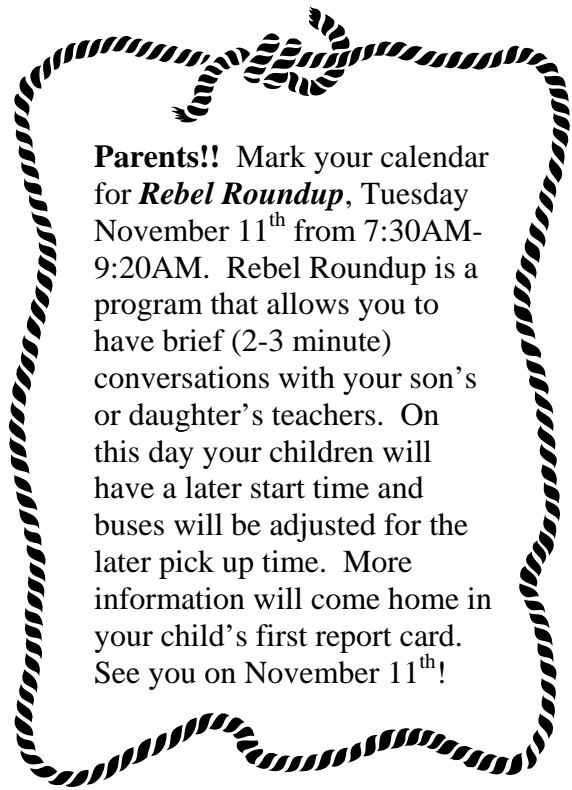 Parents!!  Mark your calendar
for Rebel Roundup, Tuesday
November 11th from 7:30AM-
9:20AM.  Rebel Roundup is a
program that allows you to
have brief (2-3 minute)
conversations with your son's
or daughter's teachers.  On
this day your children will
have a later start time and
buses will be adjusted for the
later pick up time.  More
information will come home in
your child's first report card.
See you on November 11th!